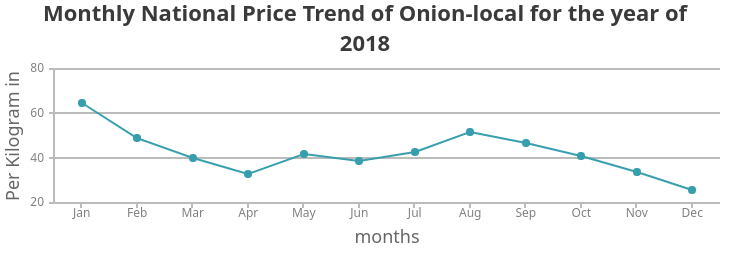 Monthly National Price Trend of Onion-local for the year of
2018
Per Kilogram in
80
60
40
20
Jan Feb Mar Apr May Jun Jul Aug Sep Oct Nov Dec
months